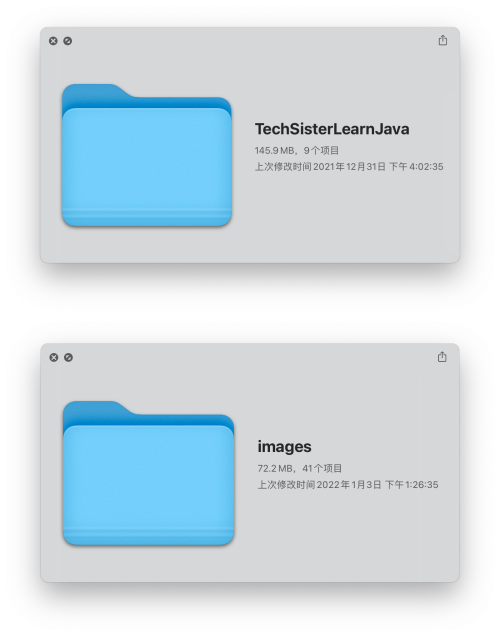 TechSisterLearnJava
145.9 MB，9个项目
上次修改时间 2021年12月31日 下午4:02:35
images
72.2 MB，41个项目
上次修改时间 2022年1月3日 下午1:26:35